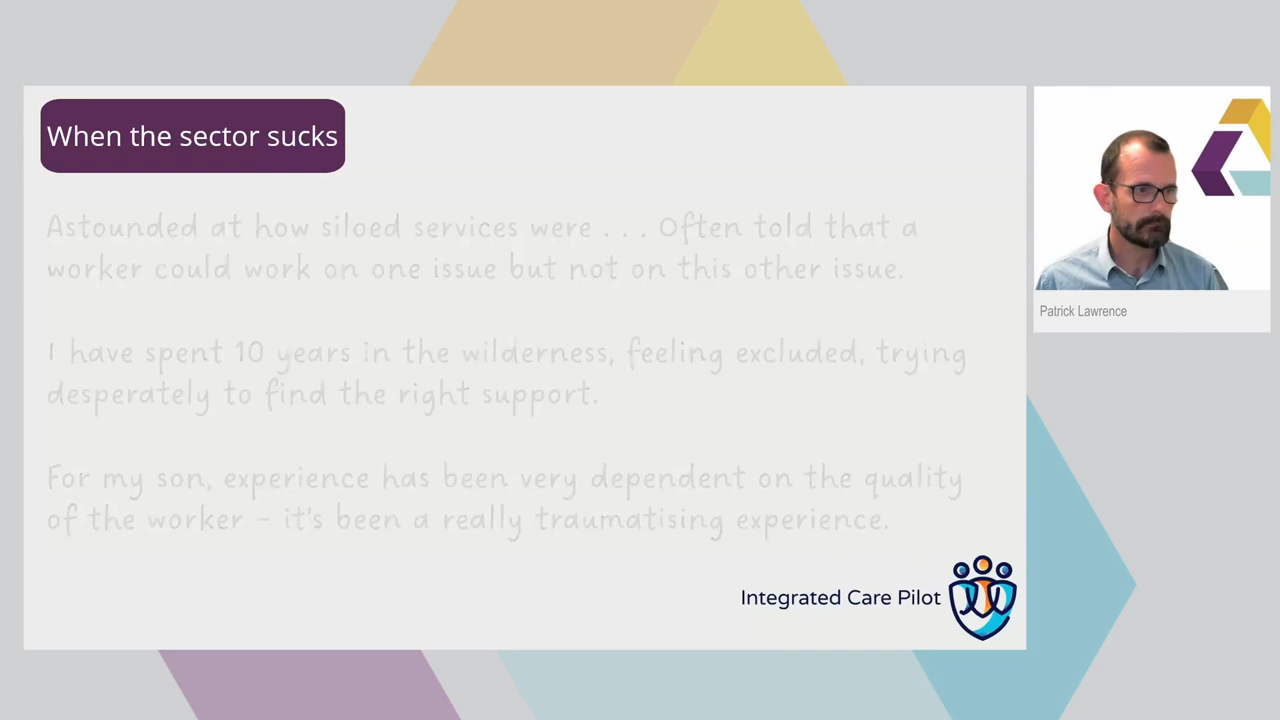 When the sector sucks
Astounded at how siloed services were . . . Often told that a
worker could work on one issue but not on this other issue.
I have spent 10 years in the wilderness, feeling excluded, trying
desperately to find the right support.
For my son, experience has been very dependent on the quality
of the worker – it's been a really traumatising experience.
Integrated Care Pilot
Patrick Lawrence